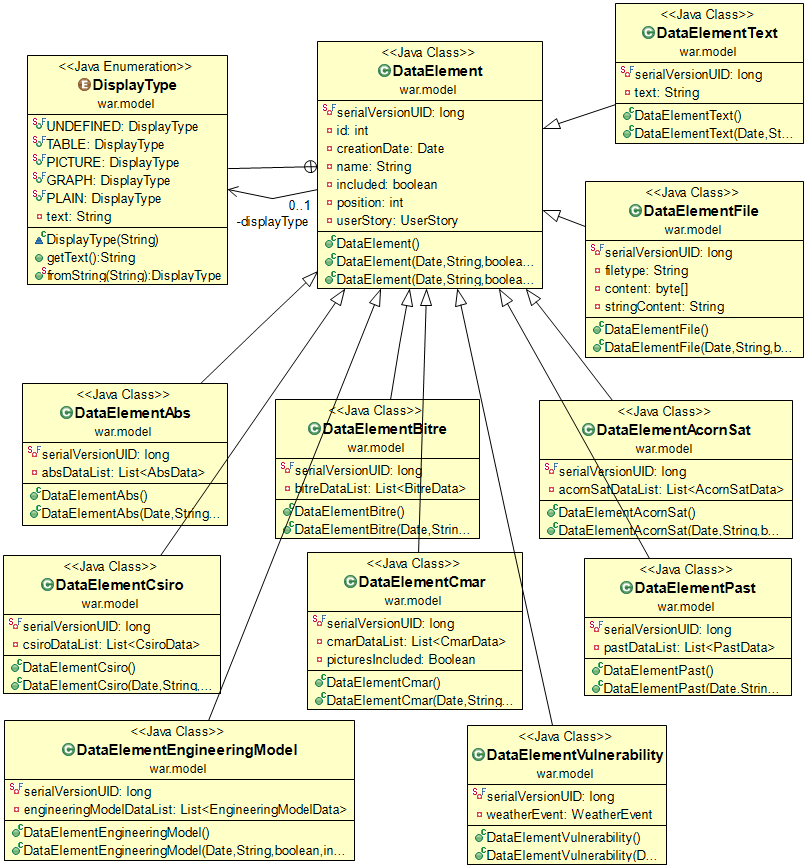 <<Java Class>>
DataElementText
war.model
serialVersionUID: long
text: String
DataElementText()
DataElementText(Date,St...
<<Java Enumeration>>
DisplayType
war.model
UNDEFINED: DisplayType
TABLE: DisplayType
PICTURE: DisplayType
GRAPH: DisplayType
PLAIN: DisplayType
text: String
DisplayType(String)
getText():String
fromString(String):DisplayType
<<Java Class>>
DataElement
war.model
serialVersionUID: long
id: int
creationDate: Date
name: String
included: boolean
position: int
userStory: UserStory
DataElement()
DataElement(Date,String,boolea...
DataElement(Date,String,boolea...
0..1
-displayType
<<Java Class>>
DataElementFile
war.model
serialVersionUID: long
filetype: String
content: byte[]
stringContent: String
DataElementFile()
DataElementFile(Date,String,b...
<<Java Class>>
DataElementAbs
war.model
serialVersionUID: long
absDataList: List<AbsData>
DataElementAbs()
DataElementAbs(Date,String,...
<<Java Class>>
DataElementBitre
war.model
serialVersionUID: long
bitreDataList: List<BitreData>
DataElementBitre()
DataElementBitre(Date,Strin...
<<Java Class>>
DataElementAcornSat
war.model
serialVersionUID: long
acornSatDataList: List<AcornSatData>
DataElementAcornSat()
DataElementAcornSat(Date,String,b...
<<Java Class>>
DataElementCsiro
war.model
serialVersionUID: long
csiroDataList: List<CsiroData>
DataElementCsiro()
DataElementCsiro(Date,String,...
<<Java Class>>
DataElementCmar
war.model
serialVersionUID: long
cmarDataList: List<CmarData>
picturesIncluded: Boolean
DataElementCmar()
DataElementCmar(Date,String...
<<Java Class>>
DataElementPast
war.model
serialVersionUID: long
pastDataList: List<PastData>
DataElementPast()
DataElementPast(Date,Strin...
<<Java Class>>
DataElementEngineeringModel
war.model
serialVersionUID: long
engineeringModelDataList: List<EngineeringModelData>
DataElementEngineeringModel()
DataElementEngineeringModel(Date,String,boolean,in...
<<Java Class>>
DataElementVulnerability
war.model
serialVersionUID: long
weatherEvent: WeatherEvent
DataElementVulnerability()
DataElementVulnerability(D...